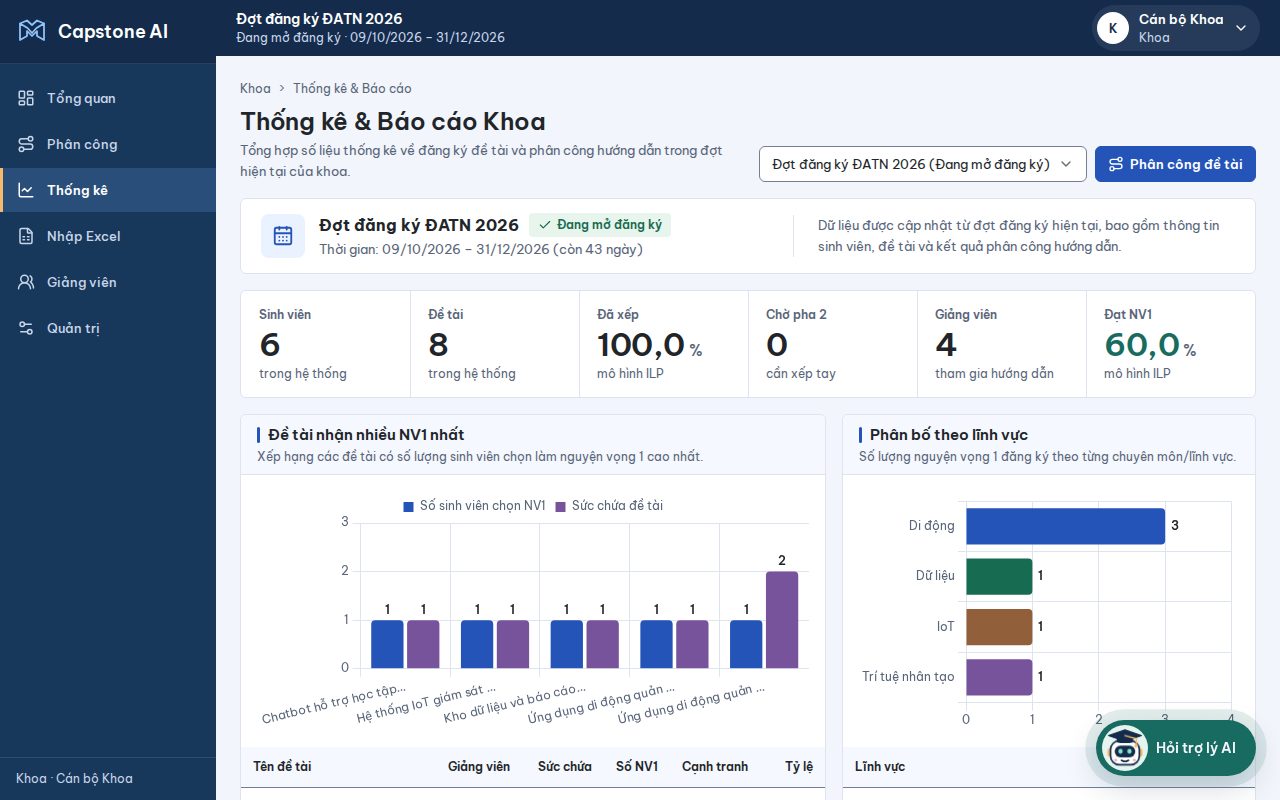 Capstone AI
Đợt đăng ký ĐATN 2026
Đang mở đăng ký · 09/10/2026 – 31/12/2026
K
Cán bộ Khoa
Khoa
Tổng quan
Phân công
Thống kê
Nhập Excel
Giảng viên
Quản trị
Khoa · Cán bộ Khoa
Khoa › Thống kê & Báo cáo
Thống kê & Báo cáo Khoa
Tổng hợp số liệu thống kê về đăng ký đề tài và phân công hướng dẫn trong đợt
hiện tại của khoa.
Đợt đăng ký ĐATN 2026 (Đang mở đăng ký)
Phân công đề tài
Đợt đăng ký ĐATN 2026
Đang mở đăng ký
Thời gian: 09/10/2026 – 31/12/2026 (còn 43 ngày)
Dữ liệu được cập nhật từ đợt đăng ký hiện tại, bao gồm thông tin
sinh viên, đề tài và kết quả phân công hướng dẫn.
Sinh viên
6
trong hệ thống
Đề tài
8
trong hệ thống
Đã xếp
100,0 %
mô hình ILP
Chờ pha 2
0
cần xếp tay
Giảng viên
4
tham gia hướng dẫn
Đạt NV1
60,0 %
mô hình ILP
Đề tài nhận nhiều NV1 nhất
Xếp hạng các đề tài có số lượng sinh viên chọn làm nguyện vọng 1 cao nhất.
Số sinh viên chọn NV1 Sức chứa đề tài
3
2
1
0
1 1 1 1 1 1 1 1 1 2
Chatbot hỗ trợ học tập...
Hệ thống IoT giám sát ...
Kho dữ liệu và báo cáo...
Ứng dụng di động quản ...
Ứng dụng di động quản ...
Tên đề tài Giảng viên Sức chứa Số NV1 Cạnh tranh Tỷ lệ
Phân bố theo lĩnh vực
Số lượng nguyện vọng 1 đăng ký theo từng chuyên môn/lĩnh vực.
Di động 3
Dữ liệu 1
IoT 1
Trí tuệ nhân tạo 1
0 1 2 3 4
Lĩnh vực
Hỏi trợ lý AI